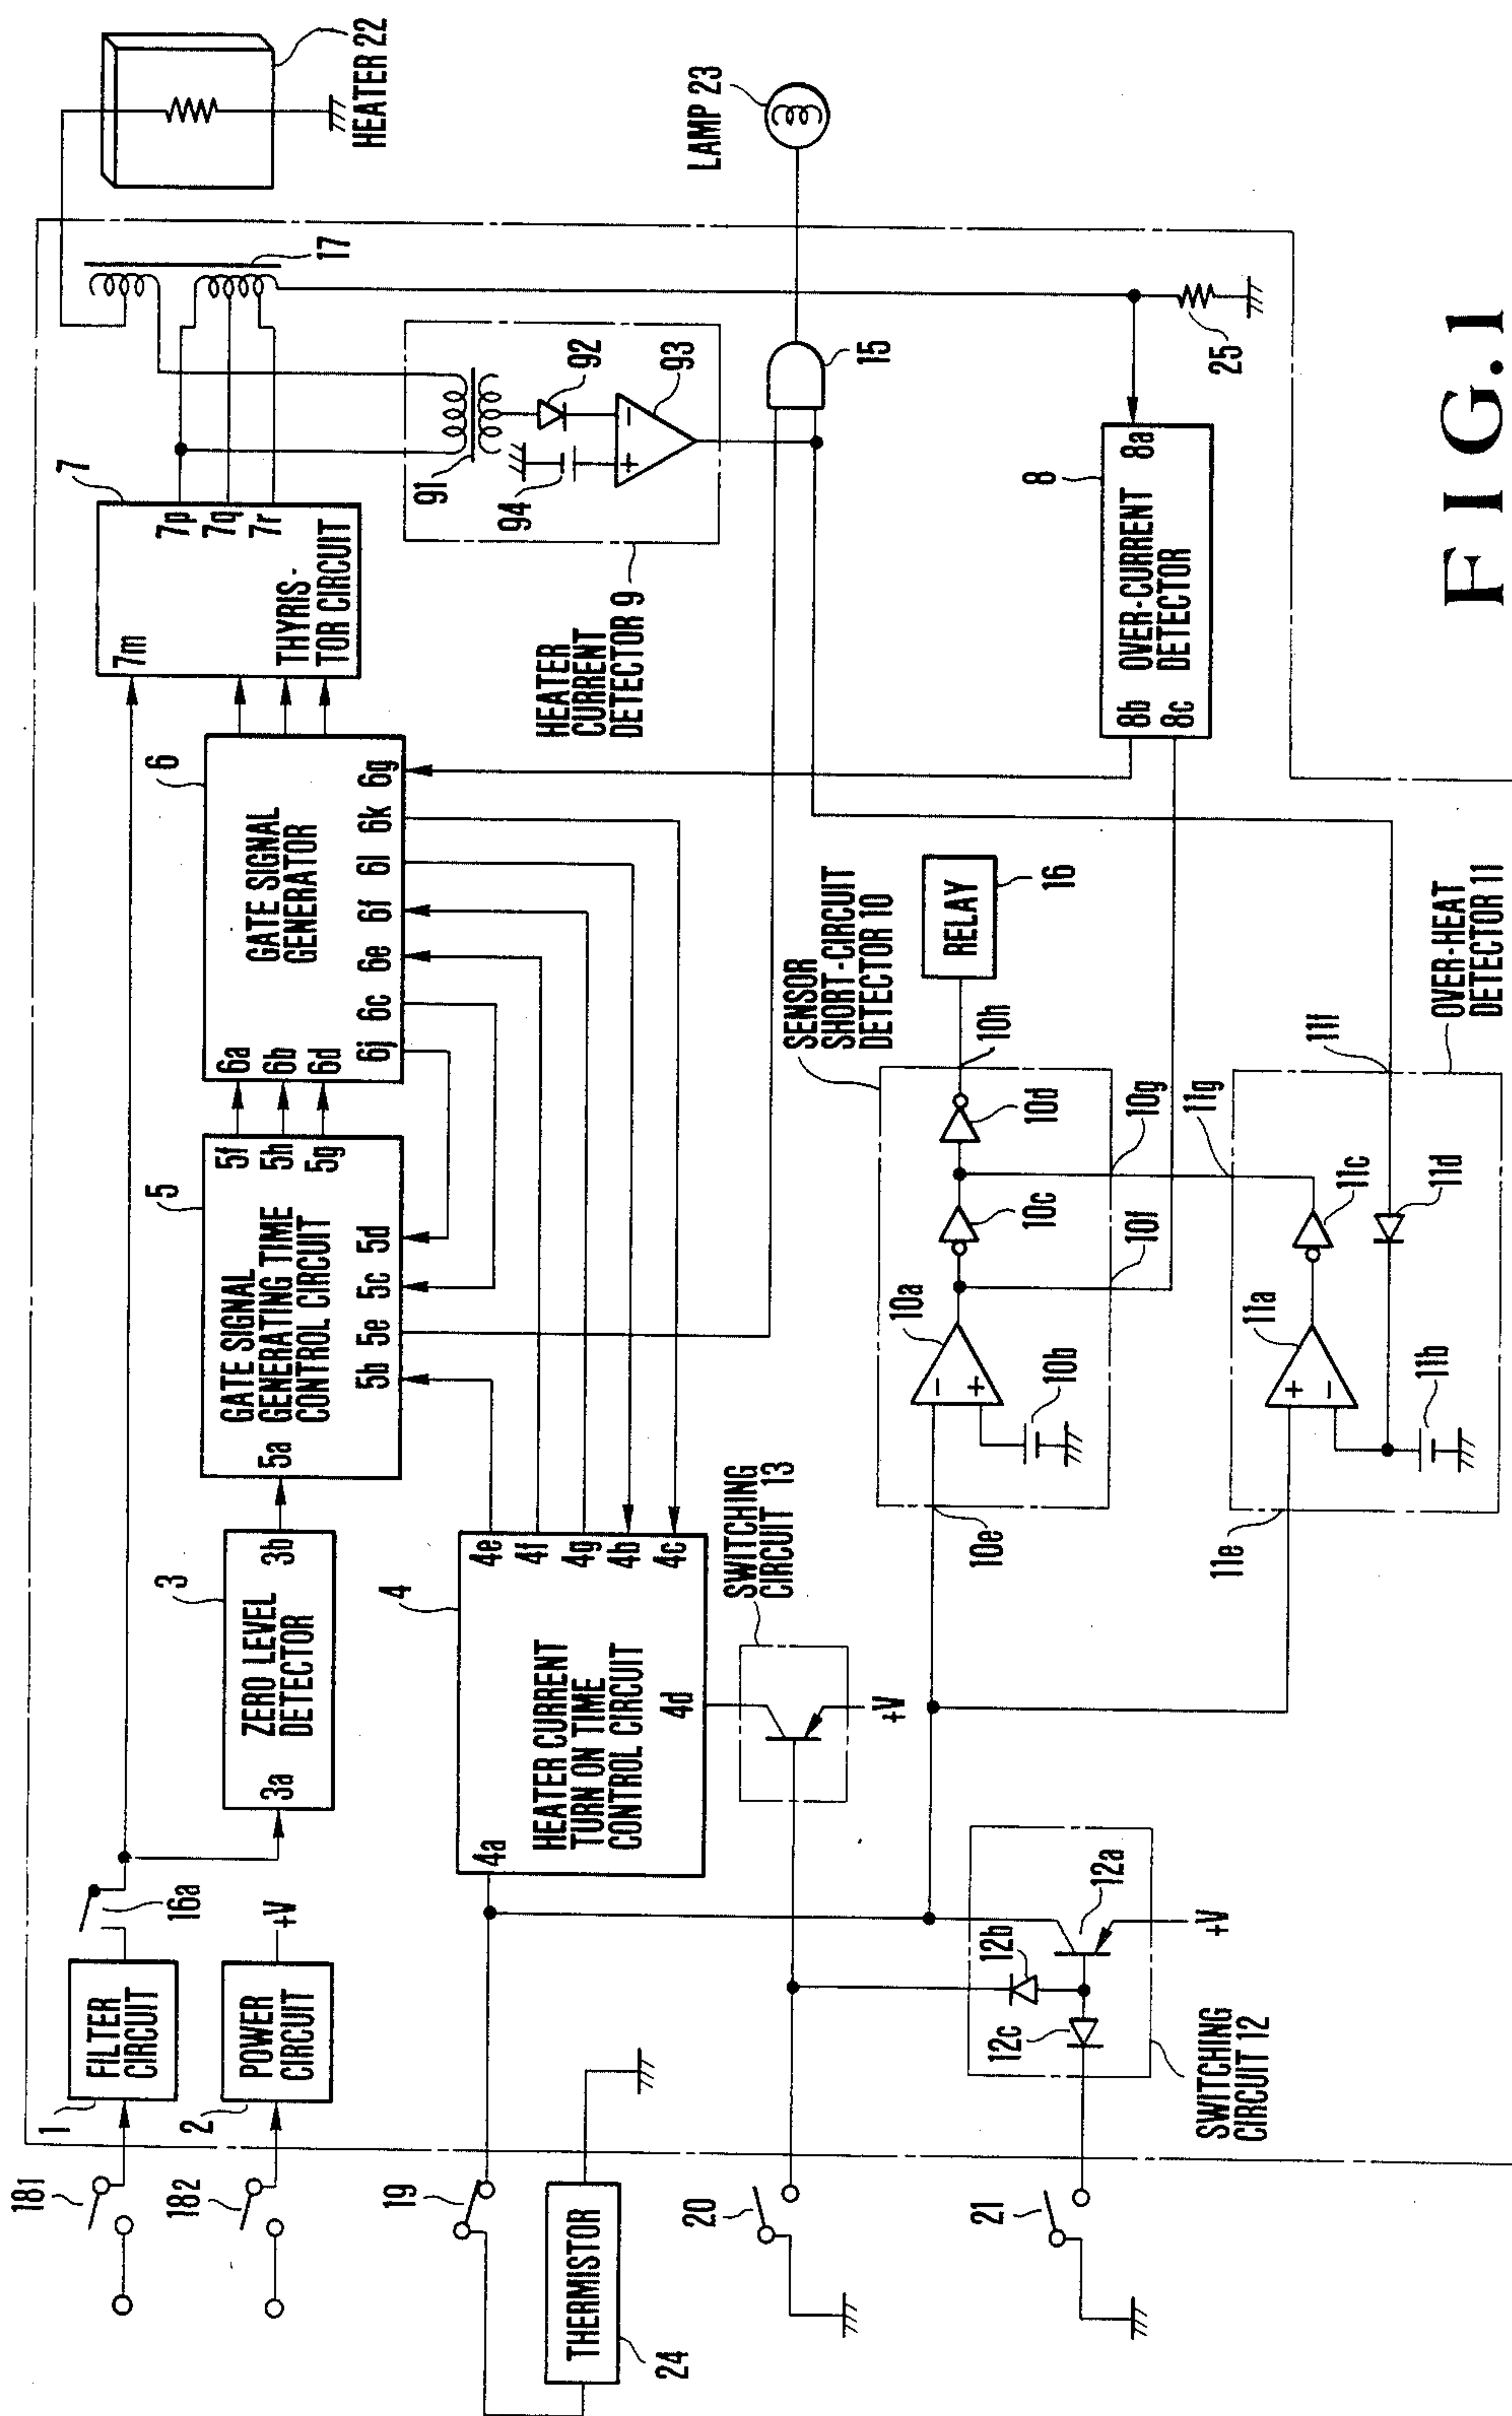 181
1
FILTER
CIRCUIT
16a
182
2
POWER
CIRCUIT
+V
3
3a
ZERO LEVEL
DETECTOR
3b
5
5a
GATE SIGNAL
GENERATING TIME
CONTROL CIRCUIT
5f
5h
5g
5b
5e
5c
5d
6
6a
6b
6d
GATE SIGNAL
GENERATOR
6j
6c
6e
6f
6l
6k
6g
7
7m
THYRIS-
TOR CIRCUIT
7p
7q
7r
17
HEATER 22
19
THERMISTOR
24
4
4a
HEATER CURRENT
TURN ON TIME
CONTROL CIRCUIT
4d
4e
4f
4g
4b
4c
SWITCHING
CIRCUIT 13
+V
HEATER
CURRENT
DETECTOR 9
91
94
92
93
15
LAMP 23
20
21
12b
12c
12a
+V
SWITCHING
CIRCUIT 12
SENSOR
SHORT-CIRCUIT
DETECTOR 10
10e
10a
10b
10c
10d
10h
10f
10g
RELAY
16
8
8b
8c
OVER-CURRENT
DETECTOR
8a
25
11e
11a
11b
11c
11d
11g
11f
OVER-HEAT
DETECTOR 11
FIG.1